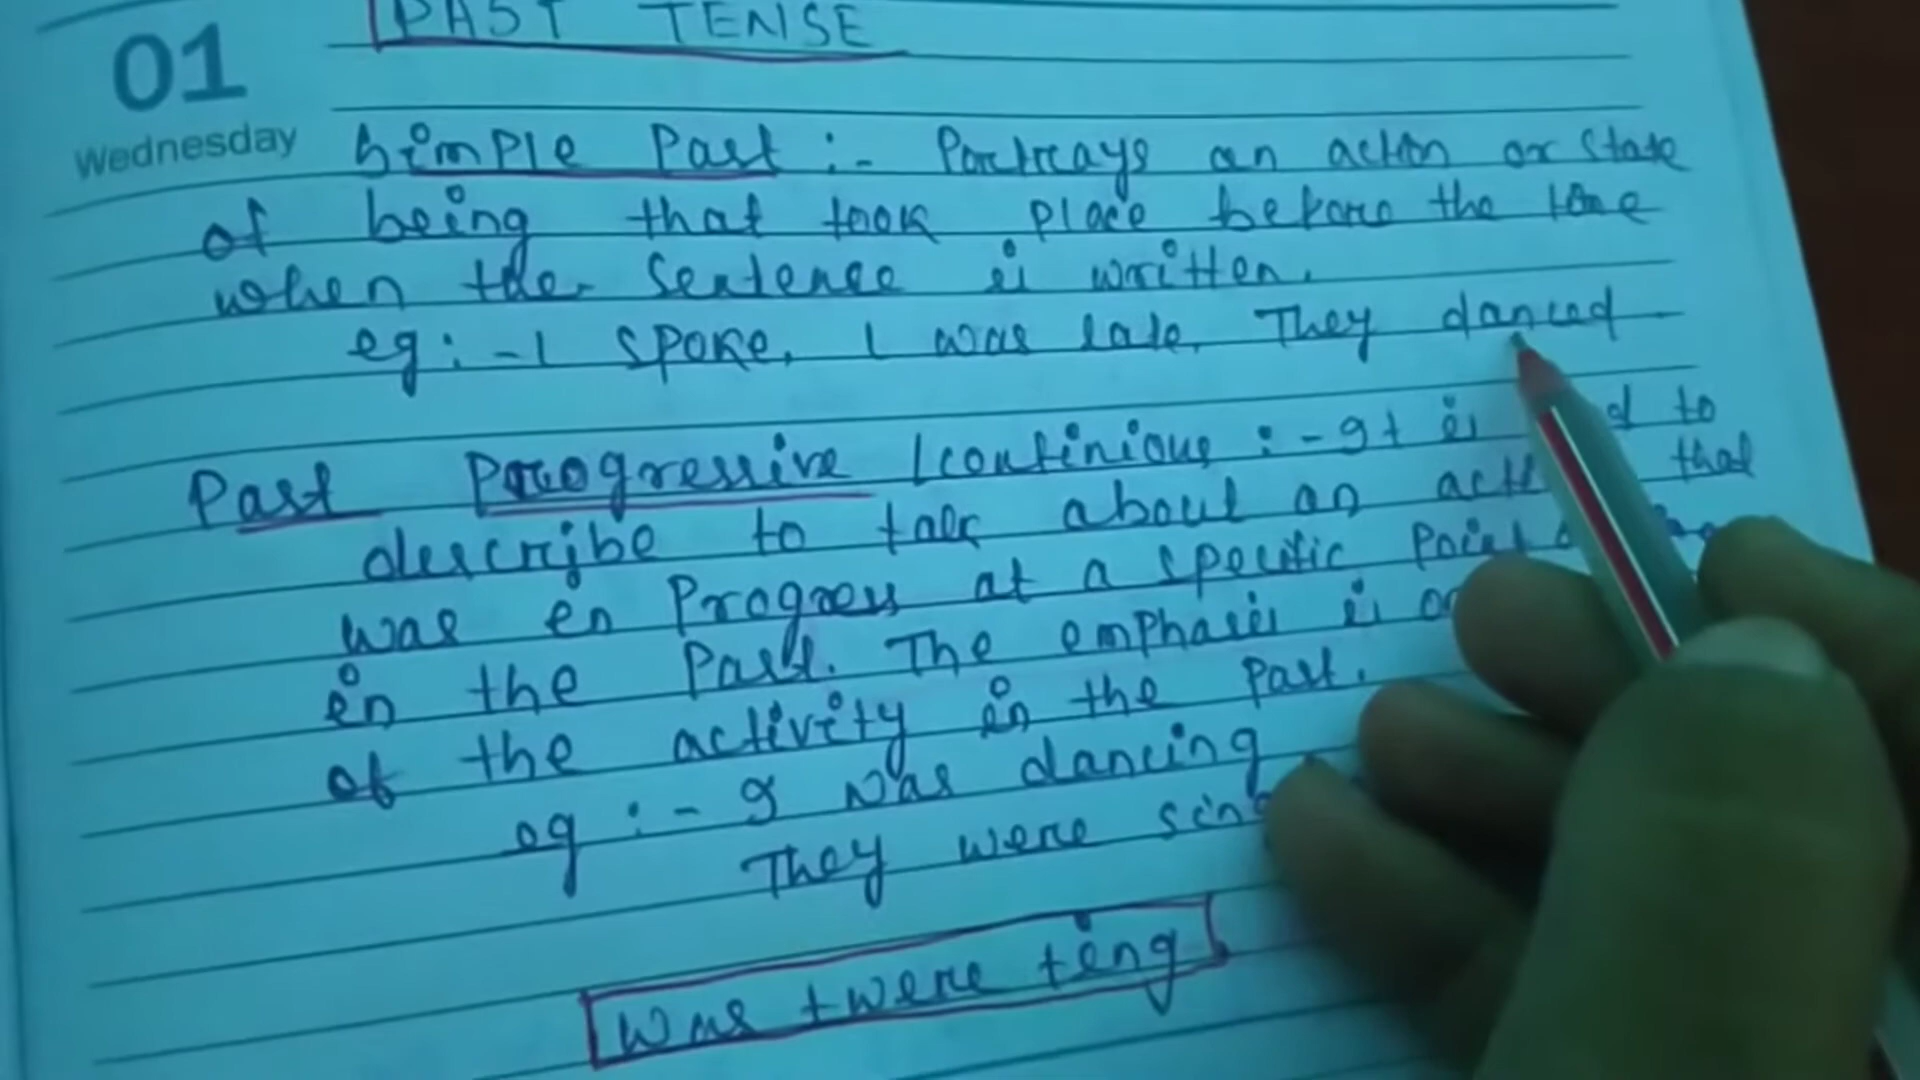 PAST TENSE
01
Wednesday
Simple Past :- Portrays an action or state
of being that took place before the time
when the sentence is written.
eg :- I spoke, I was late, They danced
Past Progressive / continious :- It is to
describe to talk about an that
was in Progress at a specific Point
in the Past. The emphasis is
of the activity in the Past.
eg :- I was dancing
They were
was + were + ing